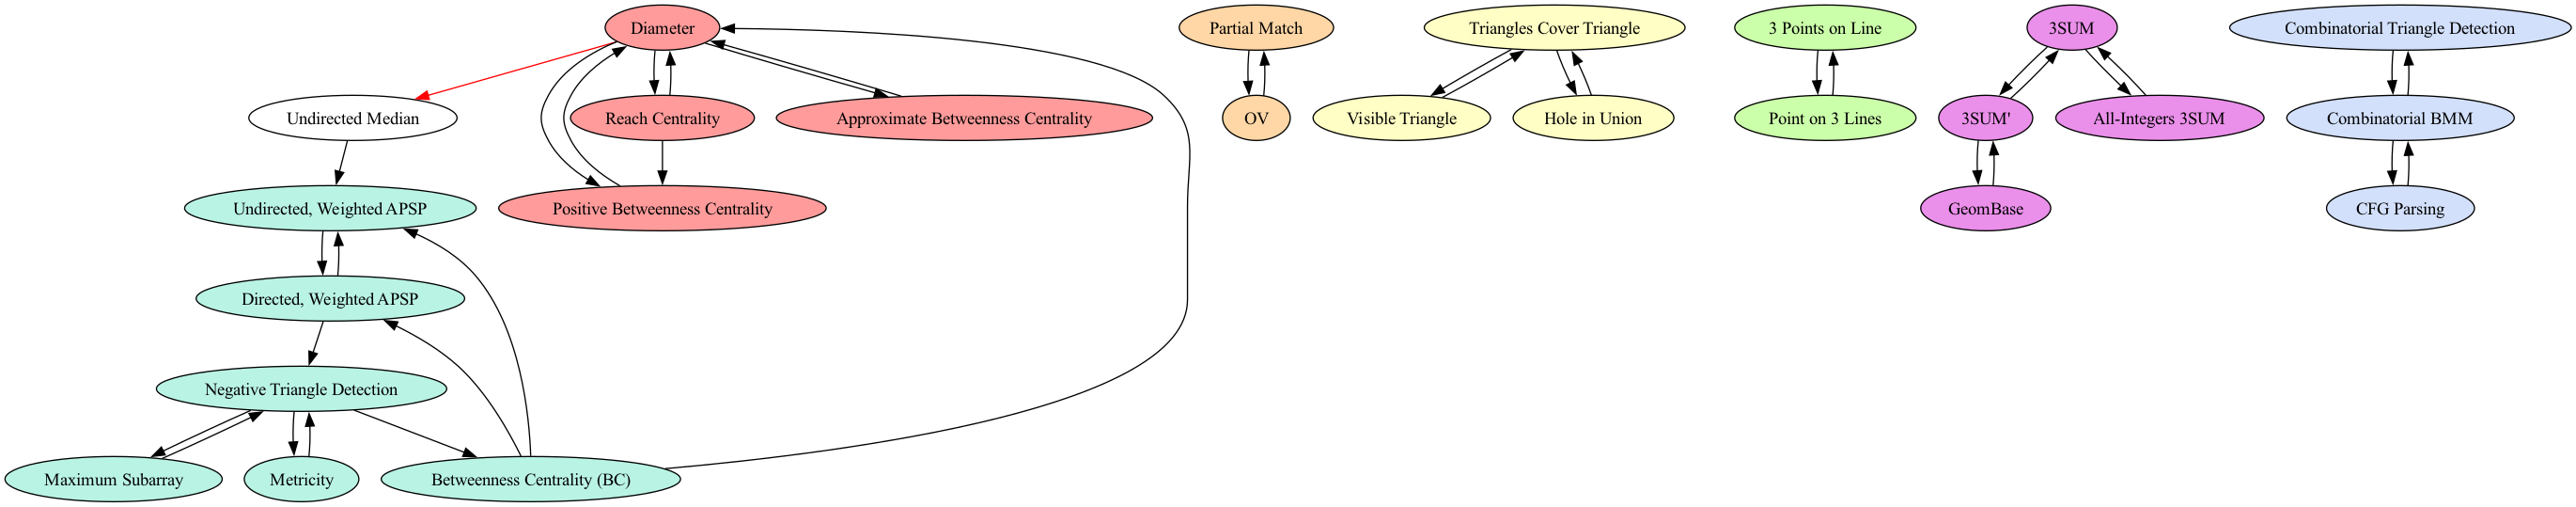 Diameter
Partial Match
Triangles Cover Triangle
3 Points on Line
3SUM
Combinatorial Triangle Detection
Undirected Median
Reach Centrality
Approximate Betweenness Centrality
OV
Visible Triangle
Hole in Union
Point on 3 Lines
3SUM'
All-Integers 3SUM
Combinatorial BMM
Undirected, Weighted APSP
Positive Betweenness Centrality
GeomBase
CFG Parsing
Directed, Weighted APSP
Negative Triangle Detection
Maximum Subarray
Metricity
Betweenness Centrality (BC)